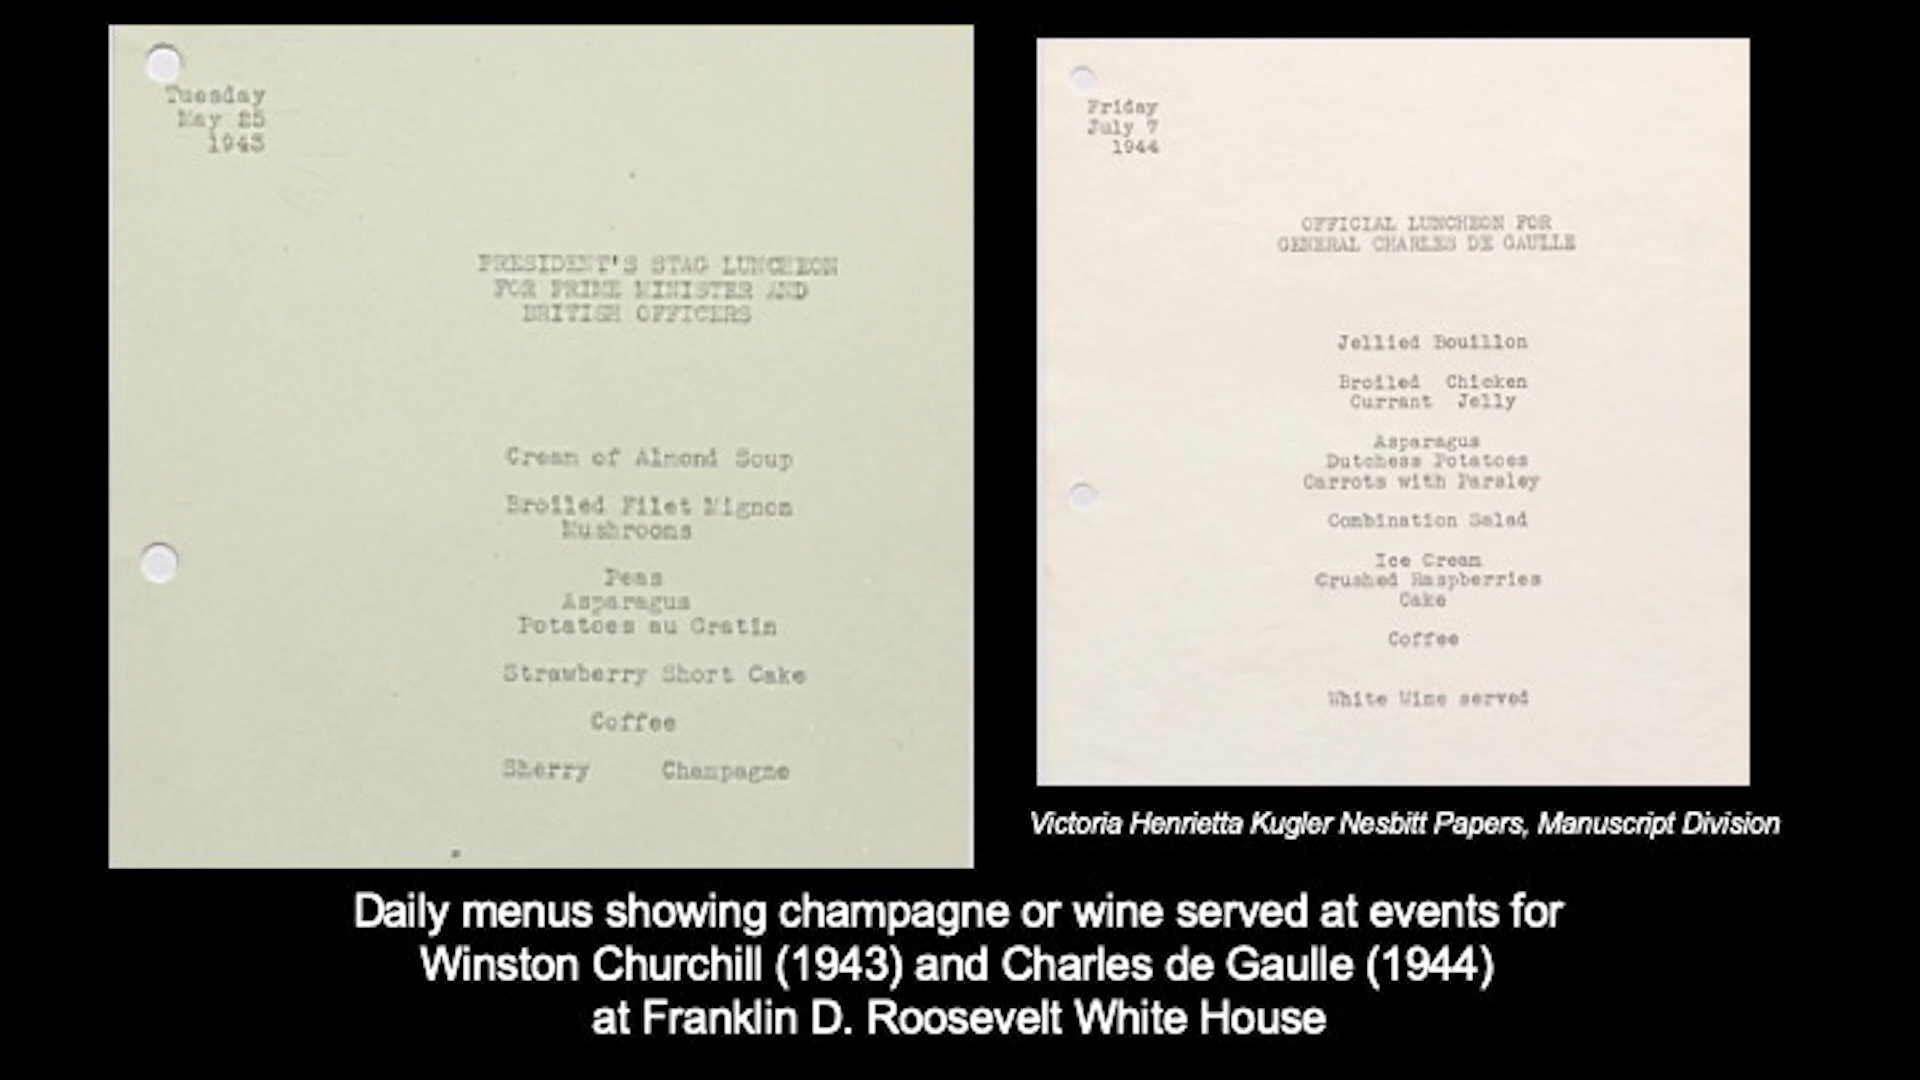 Tuesday
May 25
1943
PRESIDENT'S STAG LUNCHEON
FOR PRIME MINISTER AND
BRITISH OFFICERS
Cream of Almond Soup
Broiled Filet Mignon
Mushrooms
Peas
Asparagus
Potatoes au Gratin
Strawberry Short Cake
Coffee
Sherry Champagne
Friday
July 7
1944
OFFICIAL LUNCHEON FOR
GENERAL CHARLES DE GAULLE
Jellied Bouillon
Broiled Chicken
Currant Jelly
Asparagus
Dutchess Potatoes
Carrots with Parsley
Combination Salad
Ice Cream
Crushed Raspberries
Cake
Coffee
White Wine served
Victoria Henrietta Kugler Nesbitt Papers, Manuscript Division
Daily menus showing champagne or wine served at events for
Winston Churchill (1943) and Charles de Gaulle (1944)
at Franklin D. Roosevelt White House